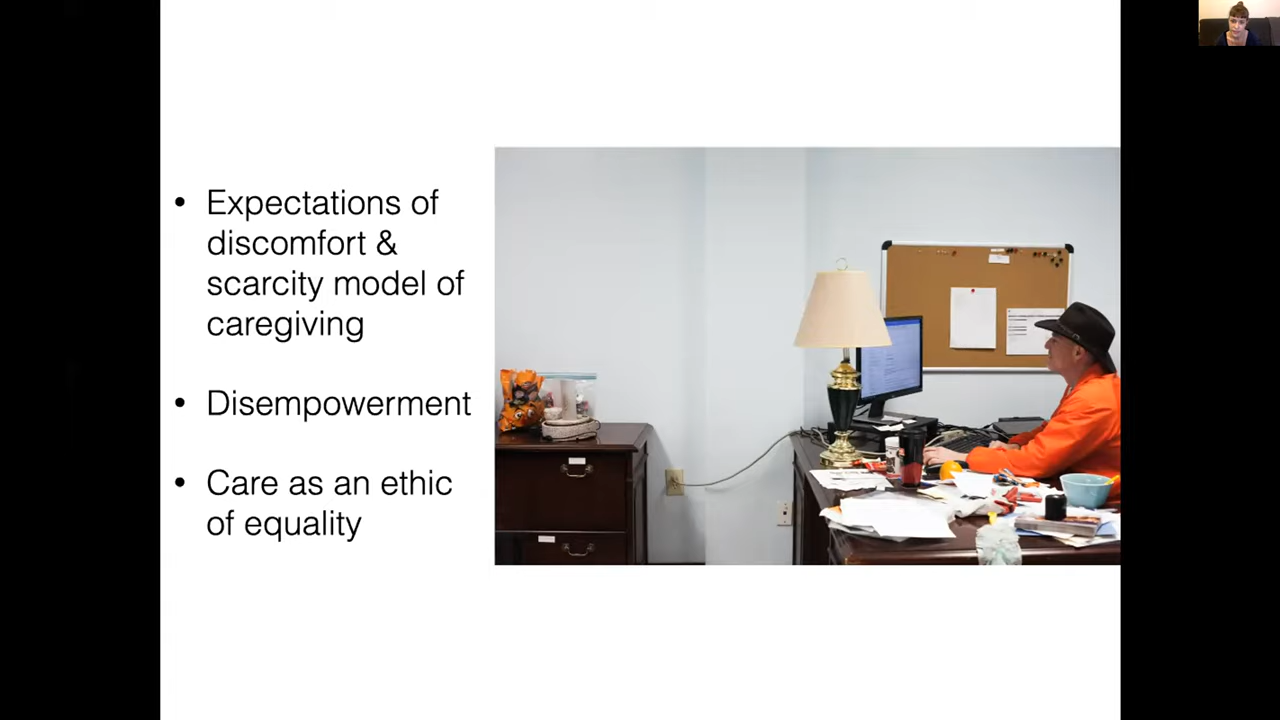 • Expectations of
discomfort &
scarcity model of
caregiving
• Disempowerment
• Care as an ethic
of equality